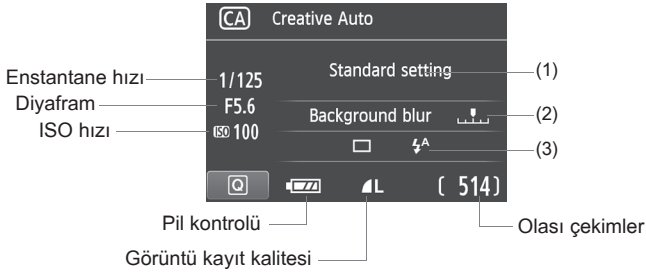 CA Creative Auto
Standard setting
(1)
Enstantane hızı
1/125
Diyafram
F5.6
Background blur
(2)
ISO hızı
ISO 100
A
(3)
Q
L
[ 514]
Pil kontrolü
Olası çekimler
Görüntü kayıt kalitesi